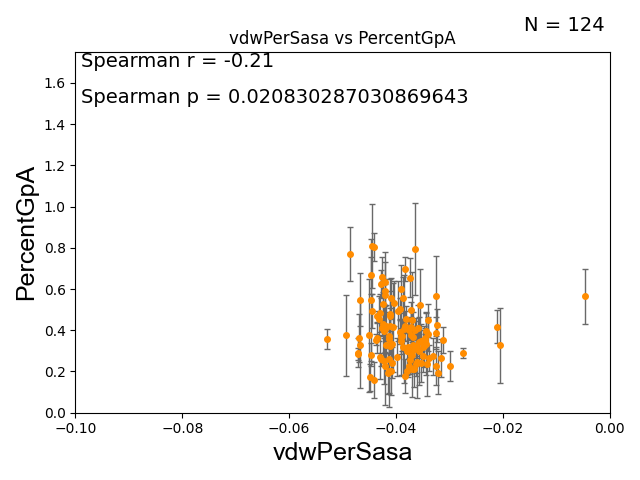 N = 124
vdwPerSasa vs PercentGpA
Spearman r = -0.21
Spearman p = 0.020830287030869643
PercentGpA
1.6
1.4
1.2
1.0
0.8
0.6
0.4
0.2
0.0
−0.10 −0.08 −0.06 −0.04 −0.02 0.00
vdwPerSasa